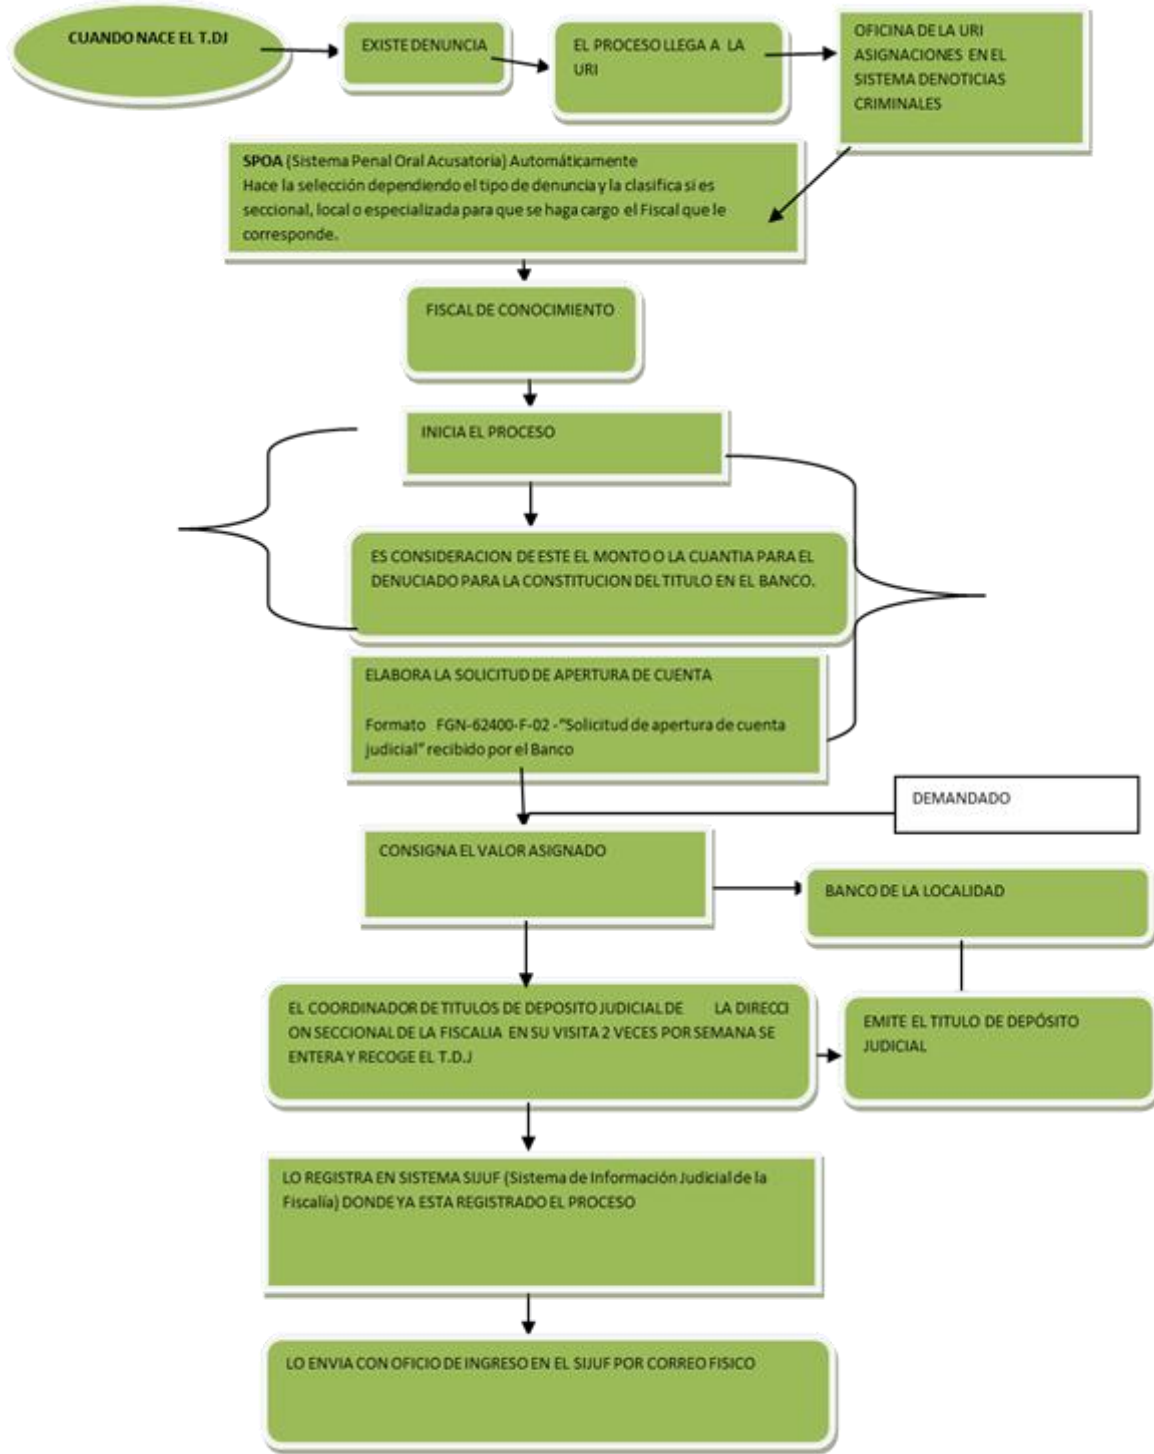 CUANDO NACE EL T.DJ
EXISTE DENUNCIA
EL PROCESO LLEGA A LA
URI
OFICINA DE LA URI
ASIGNACIONES EN EL
SISTEMA DENOTICIAS
CRIMINALES
SPOA (Sistema Penal Oral Acusatoria) Automáticamente
Hace la selección dependiendo el tipo de denuncia y la clasifica si es
seccional, local o especializada para que se haga cargo el Fiscal que le
corresponde.
FISCAL DE CONOCIMIENTO
INICIA EL PROCESO
ES CONSIDERACION DE ESTE EL MONTO O LA CUANTIA PARA EL
DENUCIADO PARA LA CONSTITUCION DEL TITULO EN EL BANCO.
ELABORA LA SOLICITUD DE APERTURA DE CUENTA
Formato FGN-62400-F-02 -"Solicitud de apertura de cuenta
judicial" recibido por el Banco
DEMANDADO
CONSIGNA EL VALOR ASIGNADO
BANCO DE LA LOCALIDAD
EL COORDINADOR DE TITULOS DE DEPOSITO JUDICIAL DE LA DIRECCI
ON SECCIONAL DE LA FISCALIA EN SU VISITA 2 VECES POR SEMANA SE
ENTERA Y RECOGE EL T.D.J
EMITE EL TITULO DE DEPÓSITO
JUDICIAL
LO REGISTRA EN SISTEMA SIJUF (Sistema de Información Judicial de la
Fiscalía) DONDE YA ESTA REGISTRADO EL PROCESO
LO ENVIA CON OFICIO DE INGRESO EN EL SIJUF POR CORREO FISICO